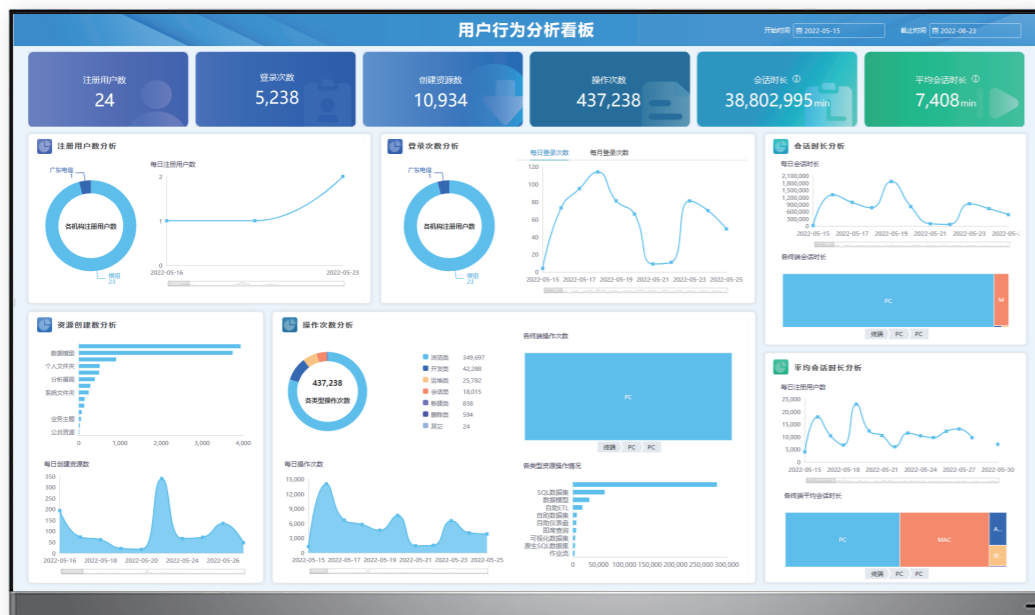 用户行为分析看板
开始时间 2022-05-15 截止时间 2022-08-23
注册用户数
24
登录次数
5,238
创建资源数
10,934
操作次数
437,238
会话时长
38,802,995min
平均会话时长
7,408min
注册用户数分析
广东电信
1
各机构注册用户数
模组
23
每日注册用户数
2
1
0
2022-05-16 2022-05-23
登录次数分析
广东电信
1
各机构注册用户数
模组
23
每日登录次数 每月登录次数
120
100
80
60
40
20
0
2022-05-15 2022-05-17 2022-05-19 2022-05-21 2022-05-23 2022-05-25
会话时长分析
每日会话时长
2,100,000
1,800,000
1,500,000
1,200,000
900,000
600,000
300,000
0
2022-05-15 2022-05-17 2022-05-19 2022-05-21 2022-05-23 2022-05-
各终端会话时长
PC M
终端 PC PC
资源创建数分析
数据模型
个人文件夹
分析展现
系统文件夹
业务主题
公共资源
0 1,000 2,000 3,000 4,000
每日创建资源数
350
300
250
200
150
100
50
0
2022-05-16 2022-05-18 2022-05-20 2022-05-24 2022-05-26
操作次数分析
437,238
各类型操作次数
浏览类 349,697
开发类 42,288
运维类 25,782
会话类 18,015
新建类 838
删除类 594
其它 24
每日操作次数
15,000
12,000
9,000
6,000
3,000
0
2022-05-15 2022-05-17 2022-05-19 2022-05-21 2022-05-23 2022-05-25
各终端操作次数
PC
终端 PC PC
各类型资源操作情况
SQL数据集
数据模型
自助ETL
自助数据集
自助仪表盘
即席查询
可视化数据集
原生SQL数据集
作业流
0 50,000 100,000 150,000 200,000 250,000 300,000
平均会话时长分析
每日注册用户数
25,000
20,000
15,000
10,000
5,000
0
2022-05-15 2022-05-18 2022-05-21 2022-05-24 2022-05-27 2022-05-30
各终端平均会话时长
PC MAC A...
终端 PC PC